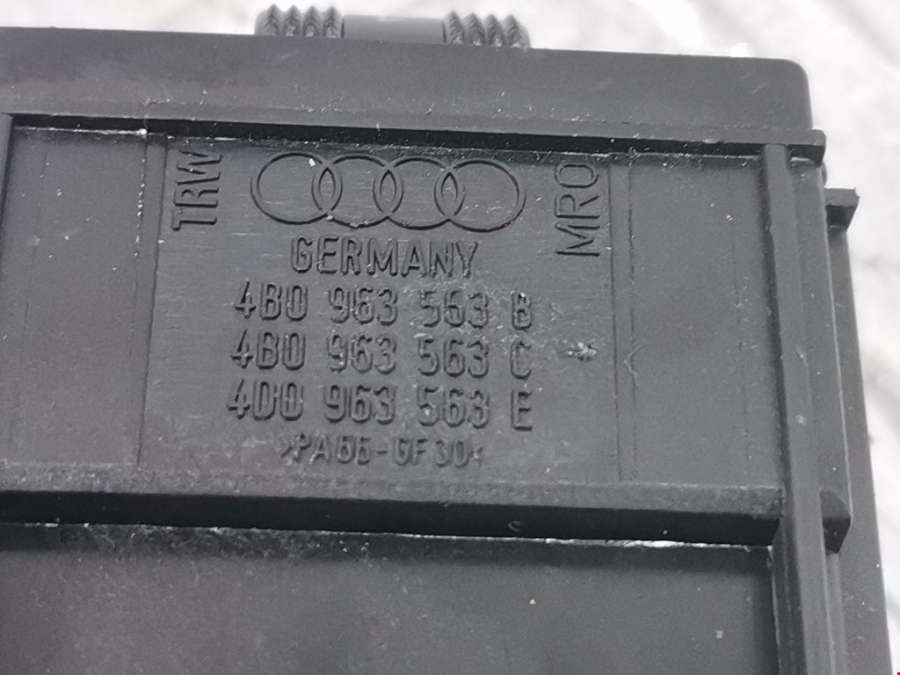 TRW
MRO
GERMANY
4B0 963 563 B
4B0 963 563 C
4D0 963 563 E
>PA66-GF30<